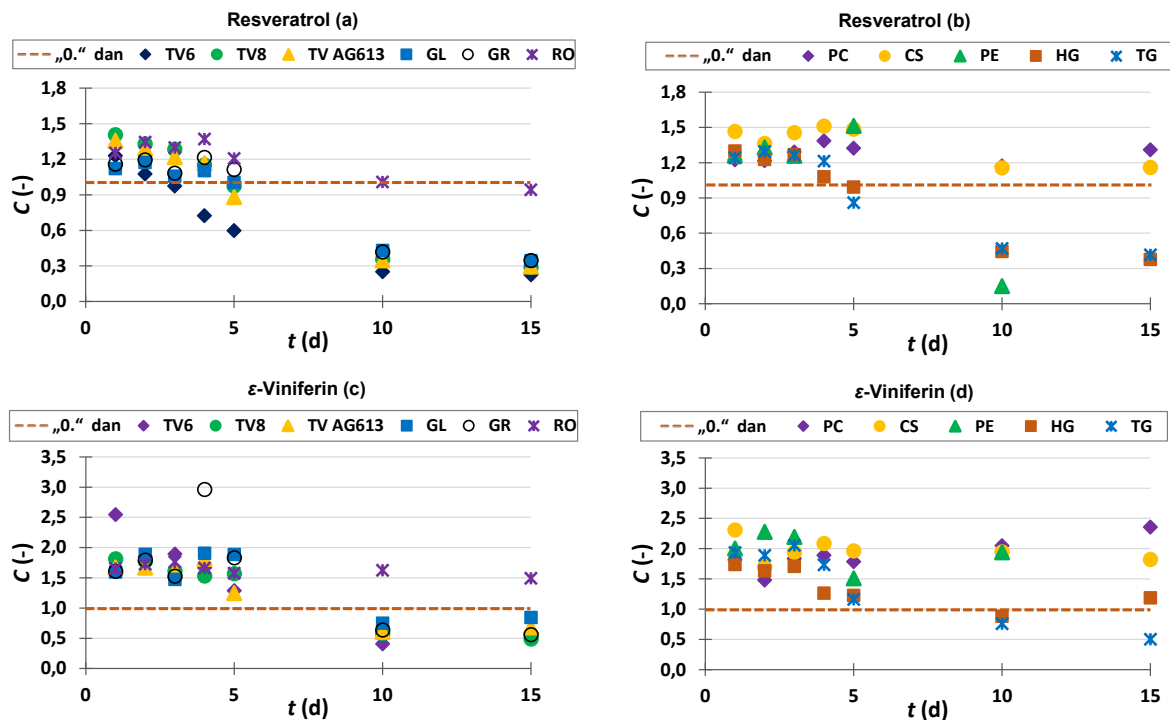 Resveratrol (a)
„0.“ dan TV6 TV8 TV AG613 GL GR RO
1,8
1,5
1,2
0,9
0,6
0,3
0,0
C (-)
0 5 10 15
t (d)
Resveratrol (b)
„0.“ dan PC CS PE HG TG
1,8
1,5
1,2
0,9
0,6
0,3
0,0
C (-)
0 5 10 15
t (d)
ε-Viniferin (c)
„0.“ dan TV6 TV8 TV AG613 GL GR RO
3,5
3,0
2,5
2,0
1,5
1,0
0,5
0,0
C (-)
0 5 10 15
t (d)
ε-Viniferin (d)
„0.“ dan PC CS PE HG TG
3,5
3,0
2,5
2,0
1,5
1,0
0,5
0,0
C (-)
0 5 10 15
t (d)